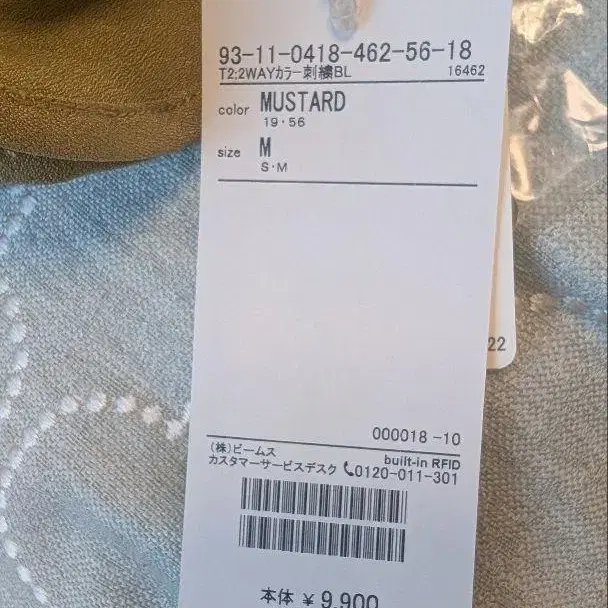 93-11-0418-462-56-18
T2:2WAYカラー刺繍BL 16462
color MUSTARD
19・56
size M
S・M
22
000018 -10
(株)ビームス
built-in RFID
カスタマーサービスデスク 0120-011-301
本体 ¥ 9,900